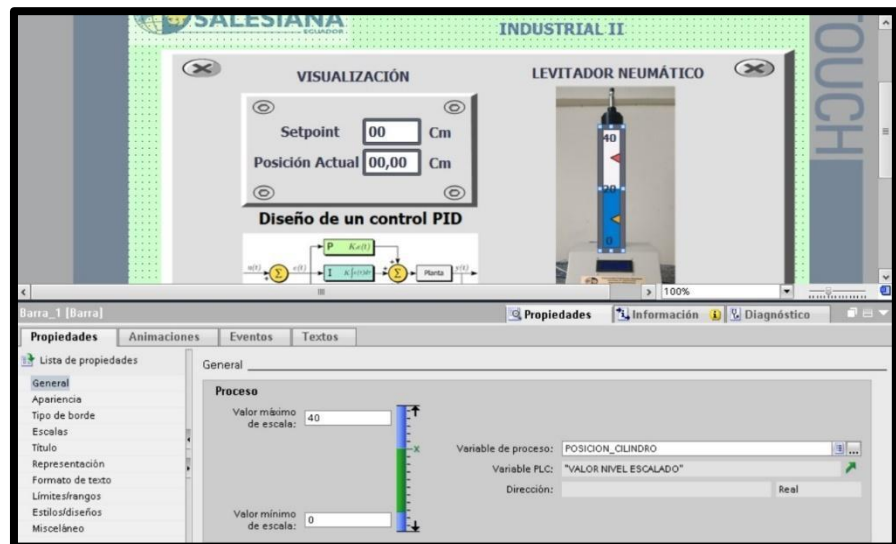 SALESIANA
ECUADOR
INDUSTRIAL II
TOUCH
VISUALIZACIÓN
LEVITADOR NEUMÁTICO
Setpoint 00 Cm
Posición Actual 00,00 Cm
40
20
0
Diseño de un control PID
P K e(t)
I
Planta
100%
Barra_1 [Barra]
Propiedades Información Diagnóstico
Propiedades Animaciones Eventos Textos
Lista de propiedades
General
Apariencia
Tipo de borde
Escalas
Título
Representación
Formato de texto
Límites/rangos
Estilos/diseños
Misceláneo
General
Proceso
Valor máximo de escala: 40
Variable de proceso: POSICION_CILINDRO
Variable PLC: "VALOR NIVEL ESCALADO"
Dirección: Real
Valor mínimo de escala: 0